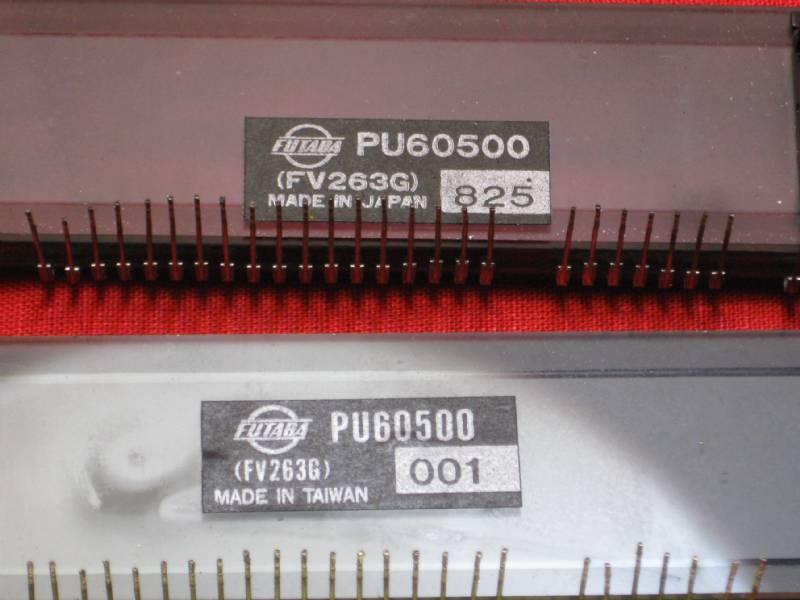 FUTABA PU60500
(FV263G) 825
MADE IN JAPAN
FUTABA PU60500
(FV263G) 001
MADE IN TAIWAN